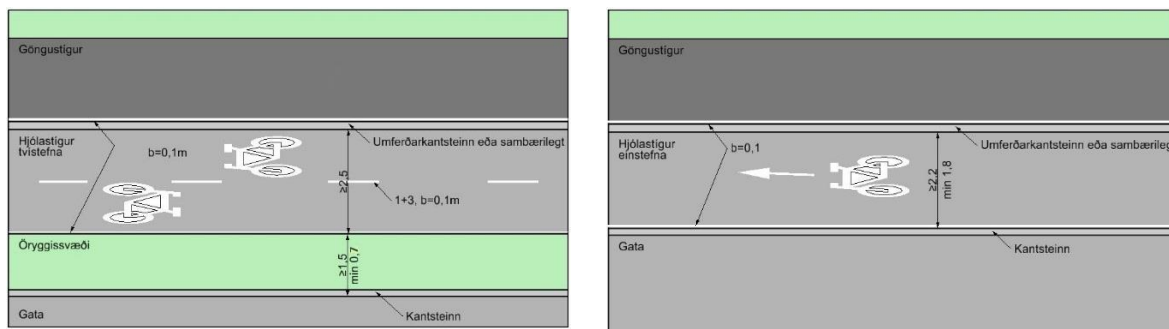 Göngustígur
Hjólastígur
tvístefna
b=0,1m
Umferðarkantsteinn eða sambærilegt
≥2,5
1+3, b=0,1m
Öryggissvæði
≥1,5
min 0,7
Gata
Kantsteinn
Göngustígur
Hjólastígur
einstefna
b=0,1
Umferðarkantsteinn eða sambærilegt
≥2,2
min 1,8
Kantsteinn
Gata